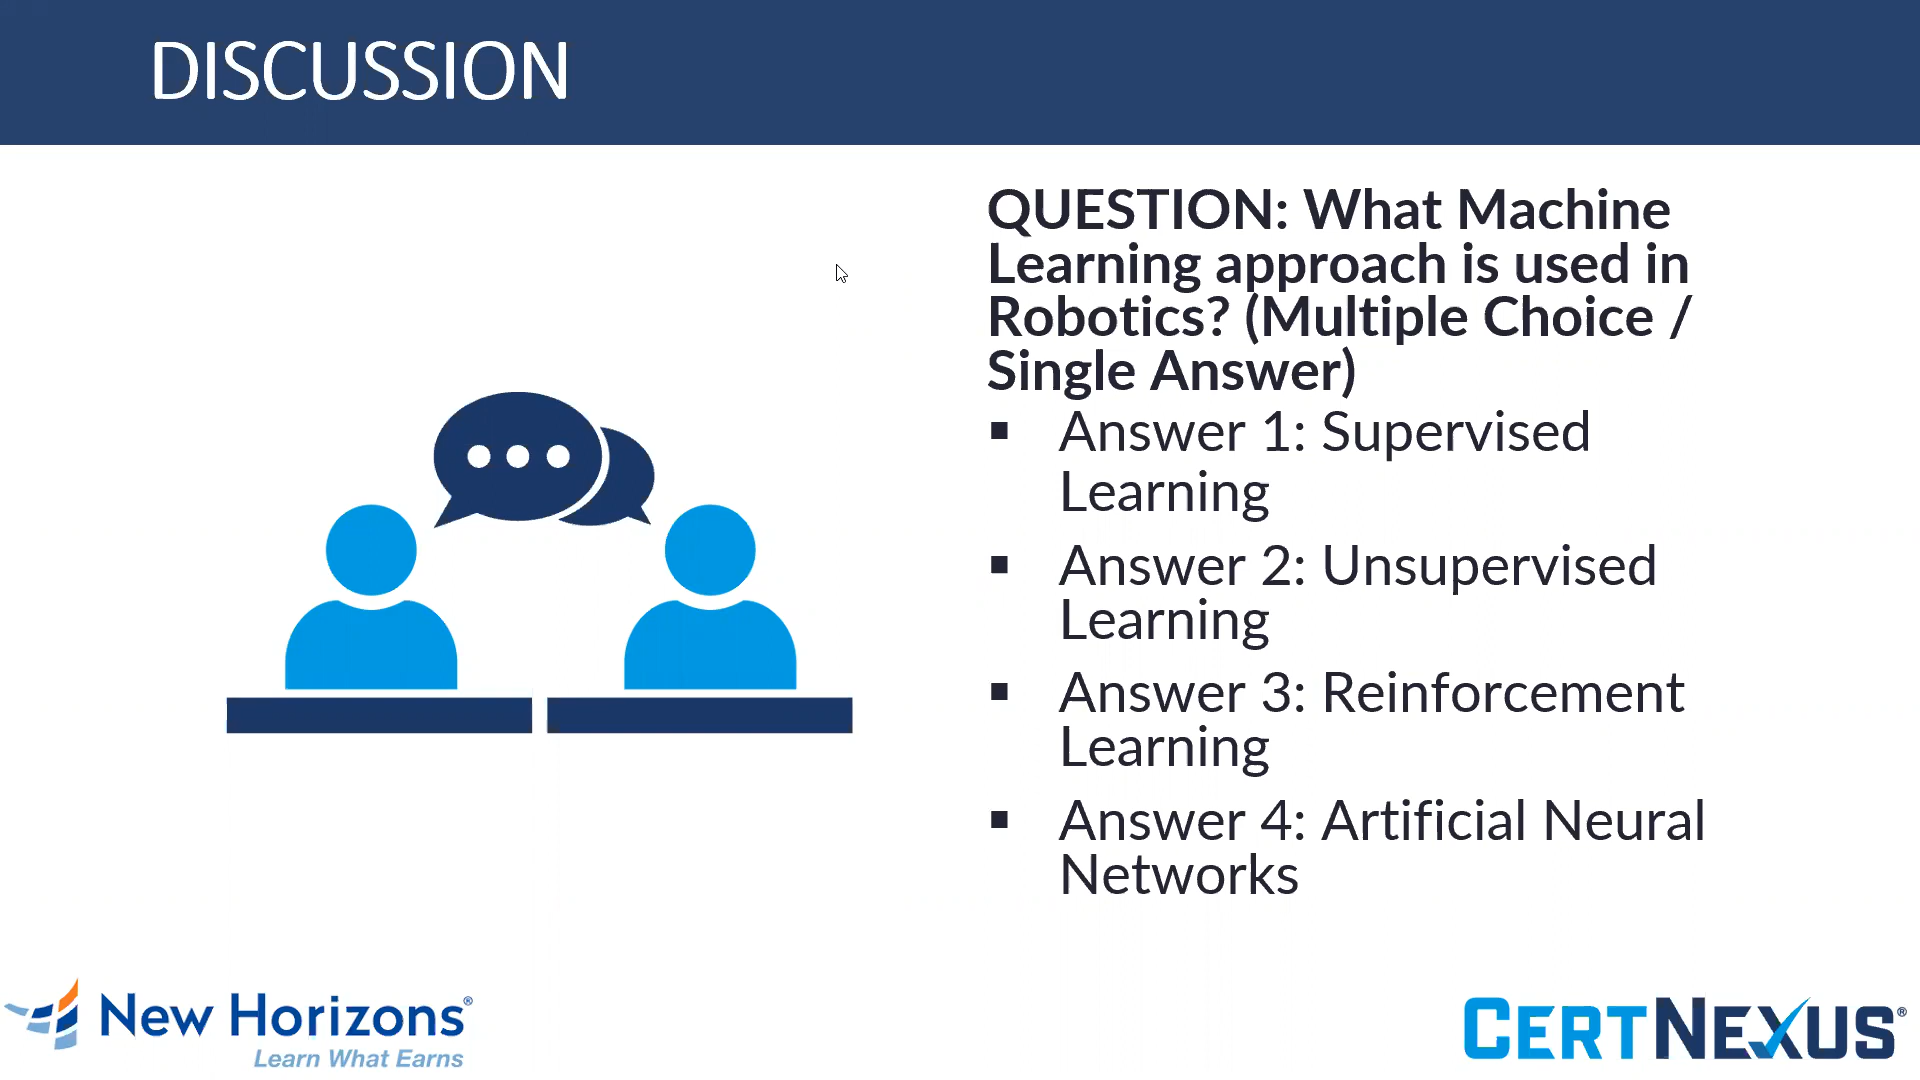 DISCUSSION
QUESTION: What Machine
Learning approach is used in
Robotics? (Multiple Choice /
Single Answer)
▪ Answer 1: Supervised
Learning
▪ Answer 2: Unsupervised
Learning
▪ Answer 3: Reinforcement
Learning
▪ Answer 4: Artificial Neural
Networks
New Horizons®
Learn What Earns
CERTNEXUS®